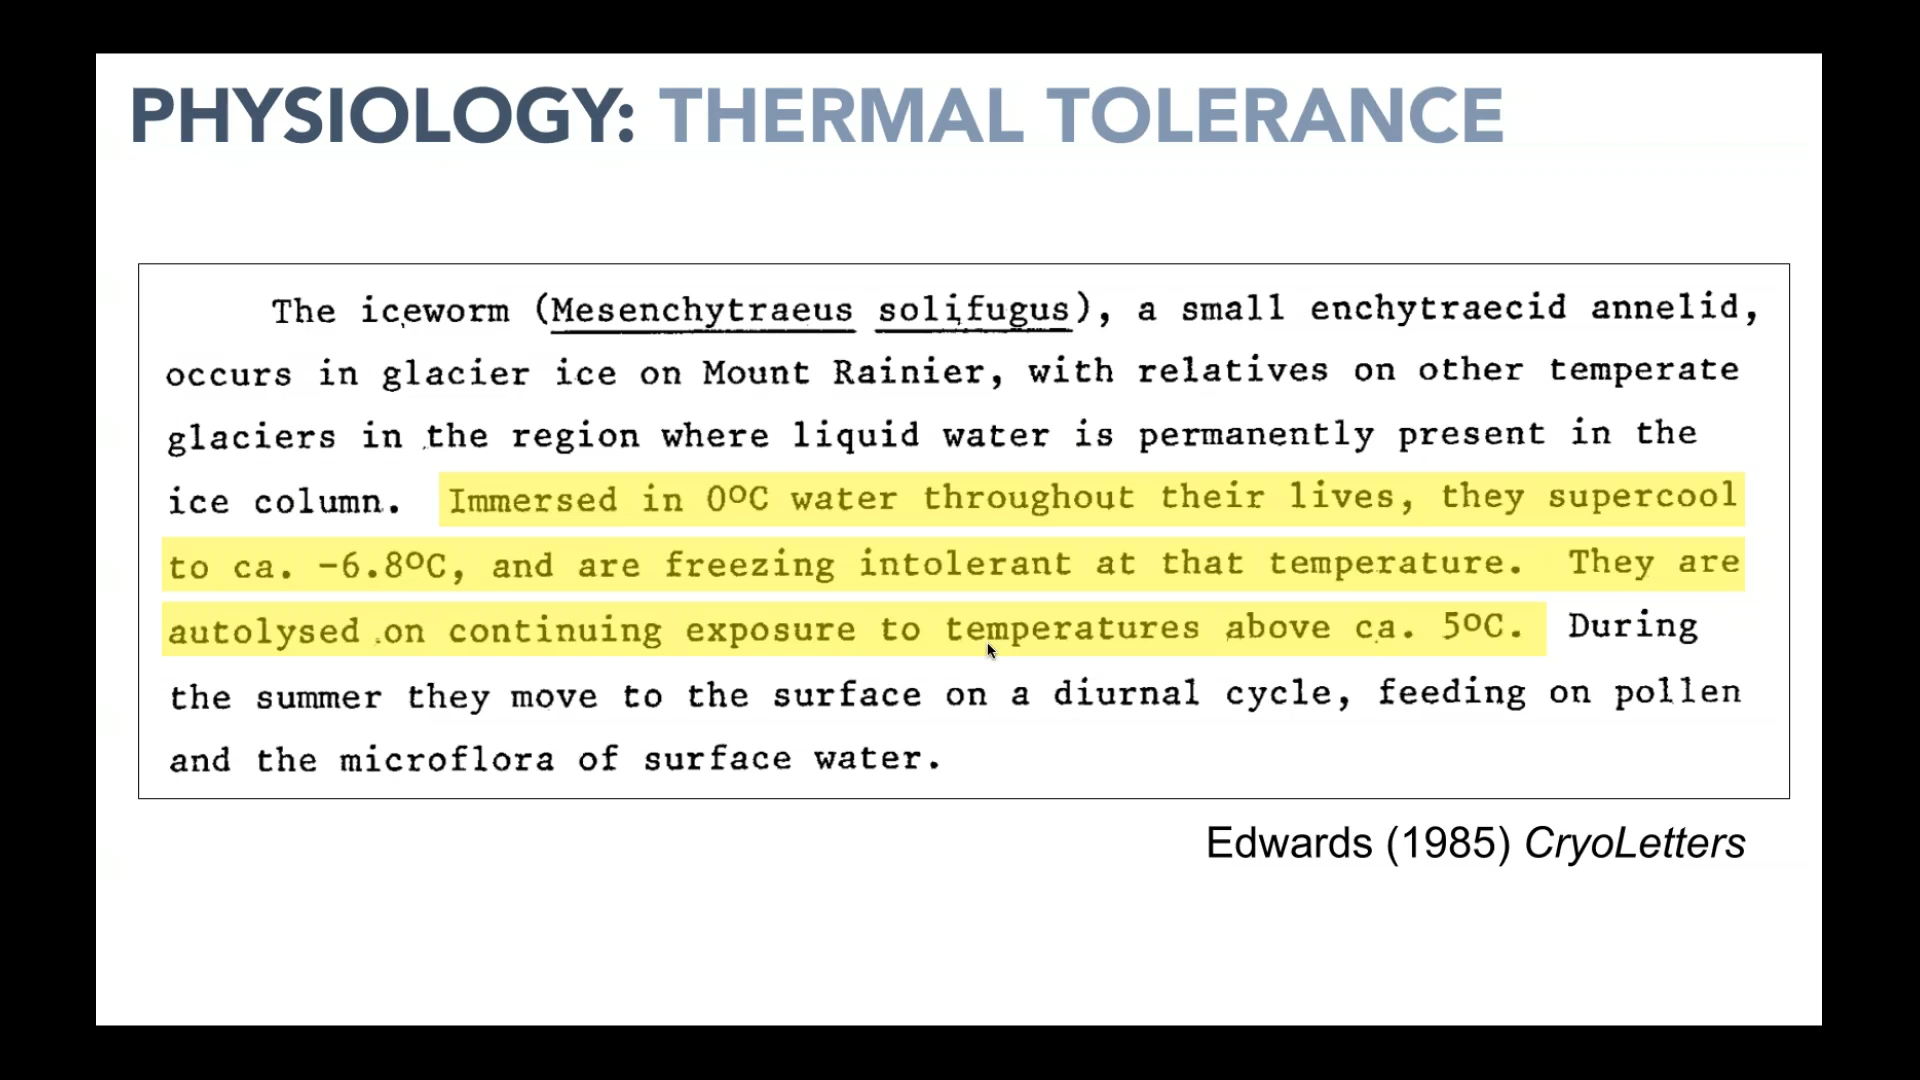 PHYSIOLOGY: THERMAL TOLERANCE
The iceworm (Mesenchytraeus solifugus), a small enchytraecid annelid,
occurs in glacier ice on Mount Rainier, with relatives on other temperate
glaciers in the region where liquid water is permanently present in the
ice column. Immersed in 0ºC water throughout their lives, they supercool
to ca. -6.8ºC, and are freezing intolerant at that temperature. They are
autolysed on continuing exposure to temperatures above ca. 5ºC. During
the summer they move to the surface on a diurnal cycle, feeding on pollen
and the microflora of surface water.
Edwards (1985) CryoLetters